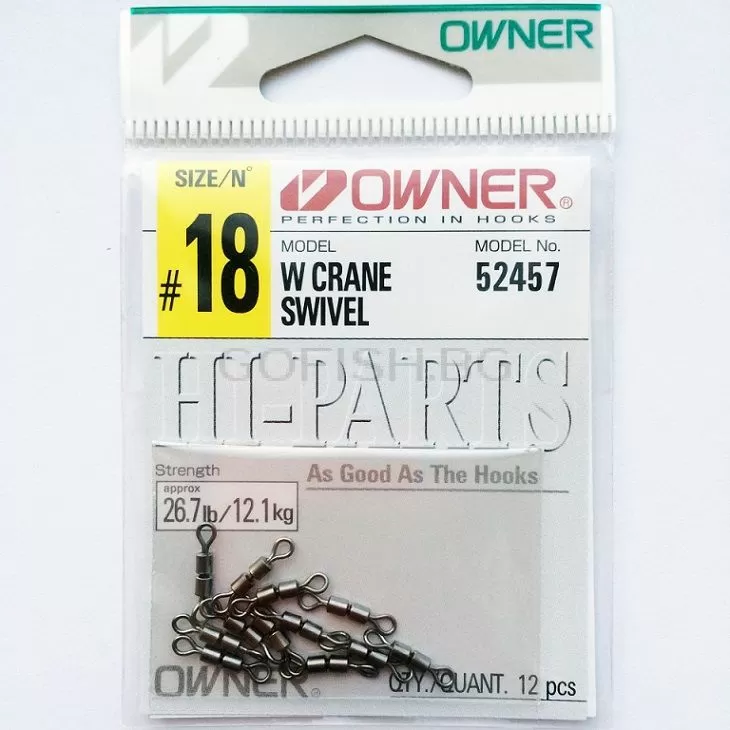 OWNER
SIZE/N°
#18
OWNER®
PERFECTION IN HOOKS
MODEL
W CRANE
SWIVEL
MODEL No.
52457
HI-PARTS
GOFISH.BG
Strength
As Good As The Hooks
approx
26.7lb/12.1kg
OWNER
QTY./QUANT. 12 pcs